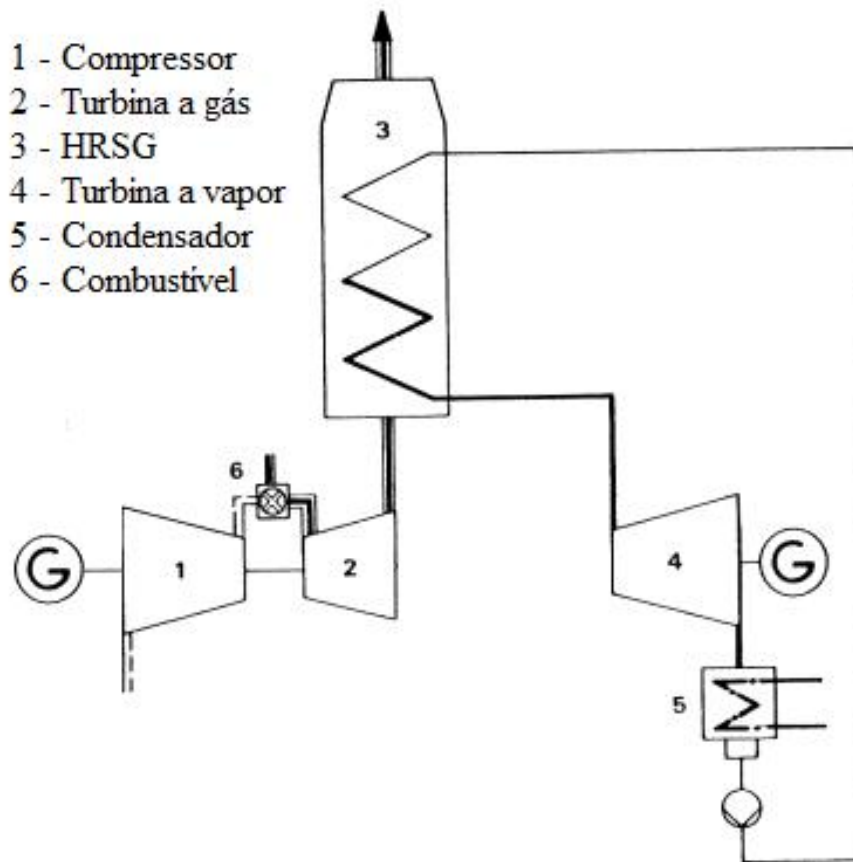 1 - Compressor
2 - Turbina a gás
3 - HRSG
4 - Turbina a vapor
5 - Condensador
6 - Combustível
3
6
G
1
2
4
G
5